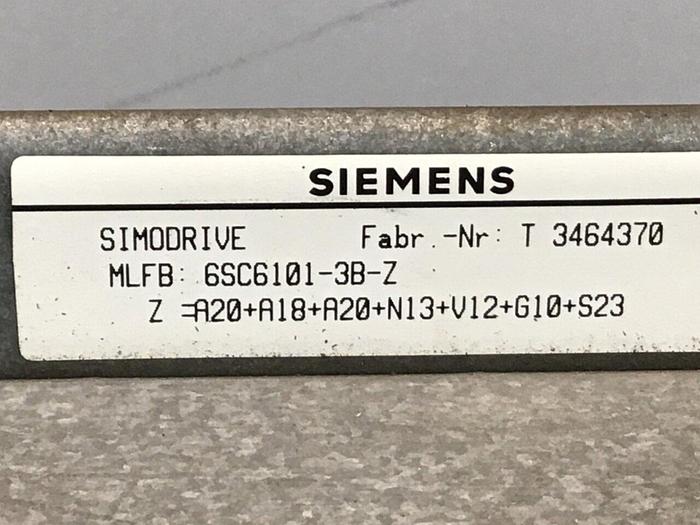 SIEMENS
SIMODRIVE Fabr.-Nr: T 3464370
MLFB: 6SC6101-3B-Z
Z =A20+A18+A20+N13+V12+G10+S23